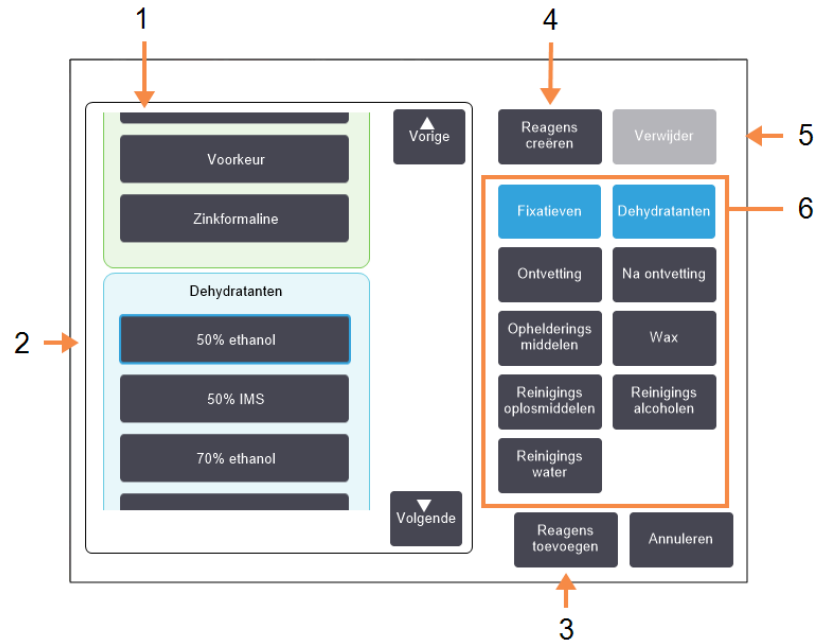 1
4
Vorige
Reagens
creëren
Verwijder
5
Voorkeur
Zinkformaline
Fixatieven
Dehydratanten
6
Ontvetting
Na ontvetting
Dehydratanten
2
50% ethanol
Ophelderings
middelen
Wax
50% IMS
Reinigings
oplosmiddelen
Reinigings
alcoholen
70% ethanol
Reinigings
water
Volgende
Reagens
toevoegen
Annuleren
3